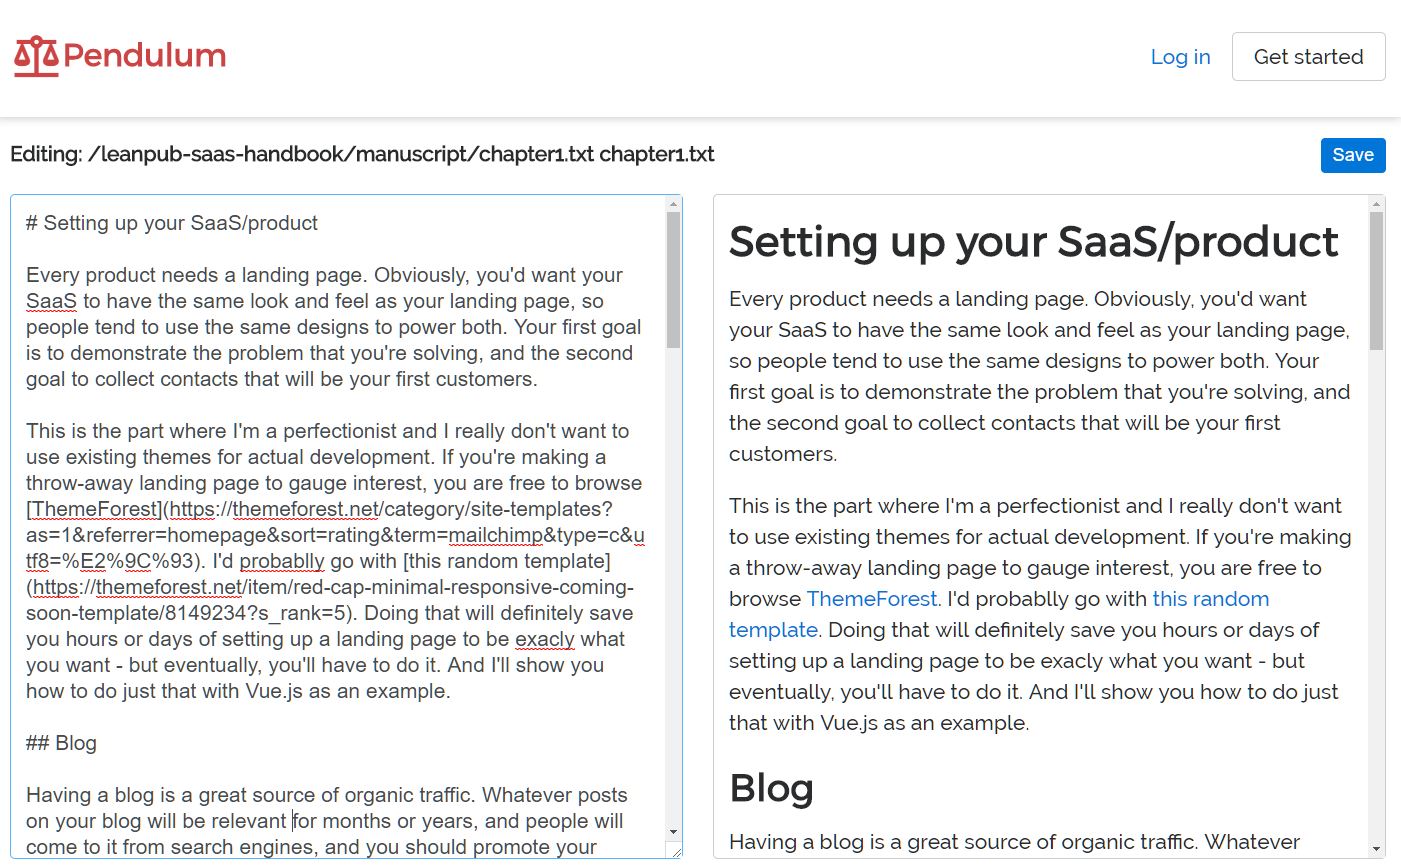 Pendulum
Log in
Get started
Editing: /leanpub-saas-handbook/manuscript/chapter1.txt chapter1.txt
Save
# Setting up your SaaS/product
Every product needs a landing page. Obviously, you'd want your
SaaS to have the same look and feel as your landing page, so
people tend to use the same designs to power both. Your first goal
is to demonstrate the problem that you're solving, and the second
goal to collect contacts that will be your first customers.
This is the part where I'm a perfectionist and I really don't want to
use existing themes for actual development. If you're making a
throw-away landing page to gauge interest, you are free to browse
[ThemeForest](https://themeforest.net/category/site-templates?
as=1&referrer=homepage&sort=rating&term=mailchimp&type=c&u
tf8=%E2%9C%93). I'd probablly go with [this random template]
(https://themeforest.net/item/red-cap-minimal-responsive-coming-
soon-template/8149234?s_rank=5). Doing that will definitely save
you hours or days of setting up a landing page to be exacly what
you want - but eventually, you'll have to do it. And I'll show you
how to do just that with Vue.js as an example.
## Blog
Having a blog is a great source of organic traffic. Whatever posts
on your blog will be relevant for months or years, and people will
come to it from search engines, and you should promote your
Setting up your SaaS/product
Every product needs a landing page. Obviously, you'd want
your SaaS to have the same look and feel as your landing page,
so people tend to use the same designs to power both. Your
first goal is to demonstrate the problem that you're solving, and
the second goal to collect contacts that will be your first
customers.
This is the part where I'm a perfectionist and I really don't want
to use existing themes for actual development. If you're making
a throw-away landing page to gauge interest, you are free to
browse ThemeForest. I'd probablly go with this random
template. Doing that will definitely save you hours or days of
setting up a landing page to be exacly what you want - but
eventually, you'll have to do it. And I'll show you how to do just
that with Vue.js as an example.
Blog
Having a blog is a great source of organic traffic. Whatever